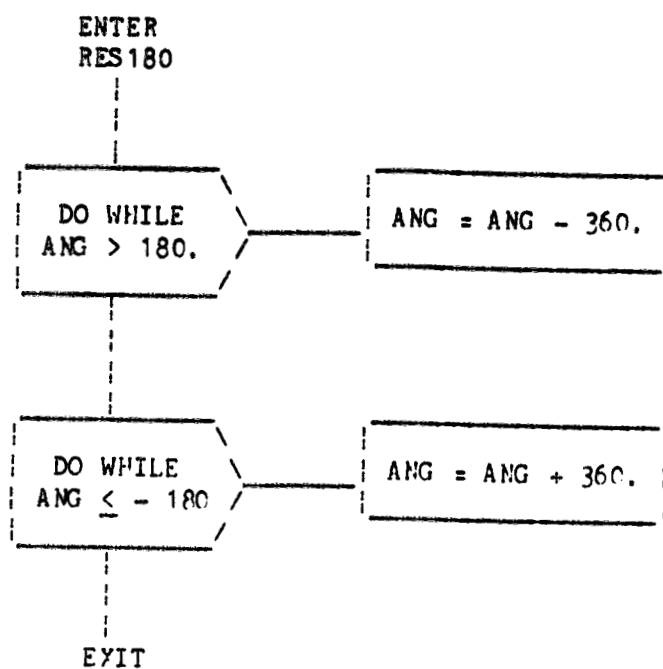 ENTER
RES180
DO WHILE
ANG > 180.
ANG = ANG - 360.
DO WHILE
ANG ≤ - 180
ANG = ANG + 360.
EXIT